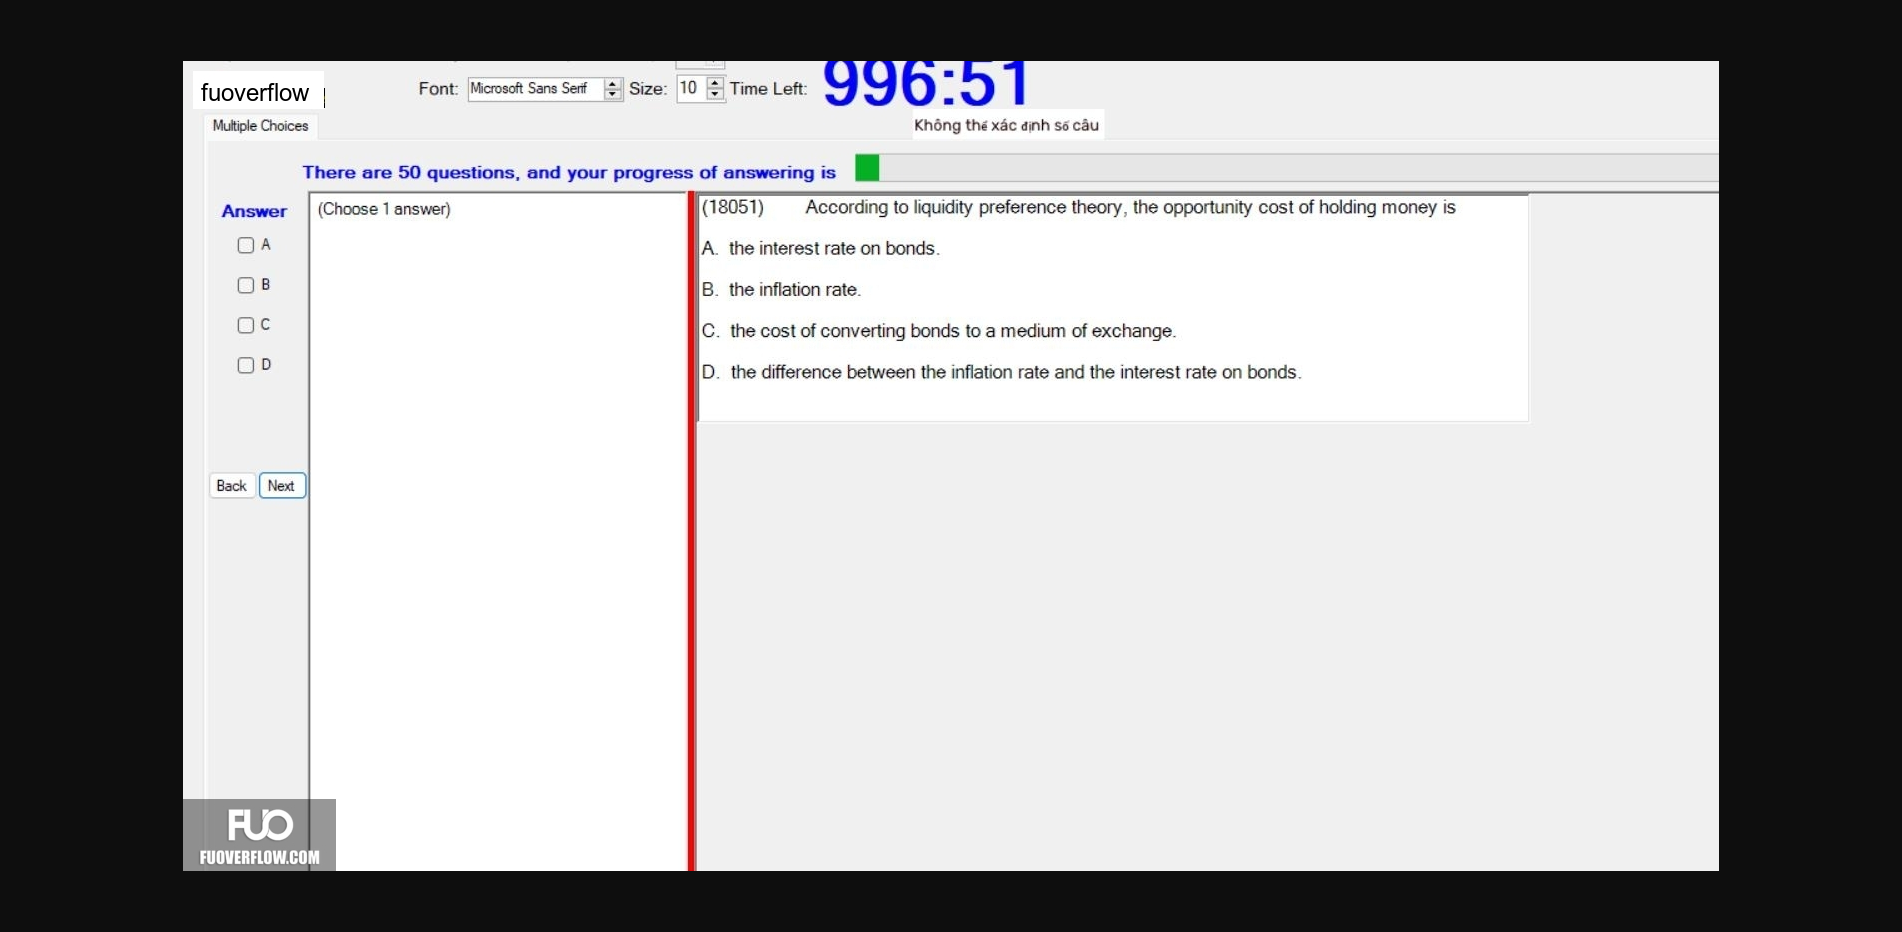 fuoverflow
Font: Microsoft Sans Serif Size: 10 Time Left: 996:51
Multiple Choices
Không thể xác định số câu
There are 50 questions, and your progress of answering is
Answer
(Choose 1 answer)
A
B
C
D
Back Next
(18051) According to liquidity preference theory, the opportunity cost of holding money is
A. the interest rate on bonds.
B. the inflation rate.
C. the cost of converting bonds to a medium of exchange.
D. the difference between the inflation rate and the interest rate on bonds.
FUO
FUOVERFLOW.COM